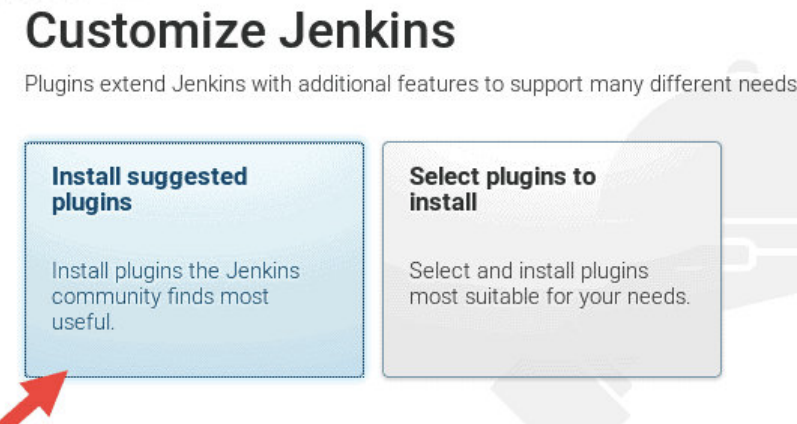 Customize Jenkins
Plugins extend Jenkins with additional features to support many different needs
Install suggested
plugins
Install plugins the Jenkins
community finds most
useful.
Select plugins to
install
Select and install plugins
most suitable for your needs.